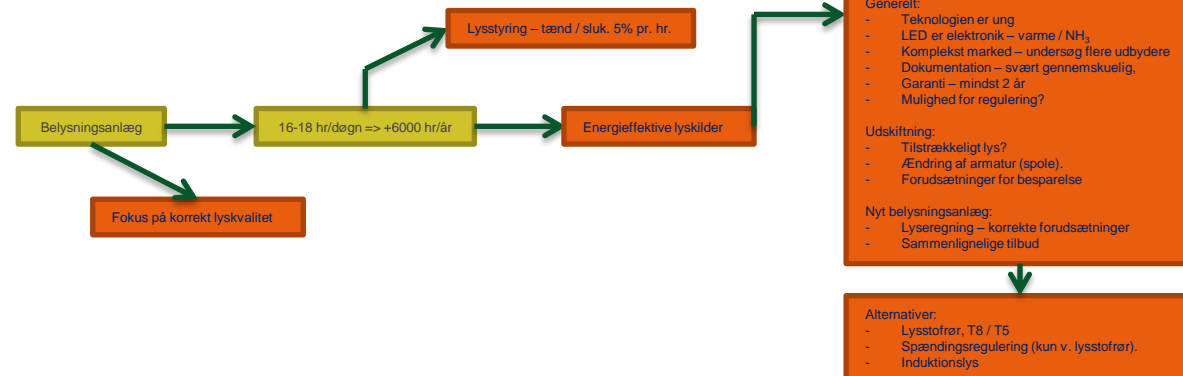 Generelt:
- Teknologien er ung
- LED er elektronik – varme / NH₃
- Komplekst marked – undersøg flere udbydere
- Dokumentation – svært gennemskuelig,
- Garanti – mindst 2 år
- Mulighed for regulering?
Udskiftning:
- Tilstrækkeligt lys?
- Ændring af armatur (spole).
- Forudsætninger for besparelse
Nyt belysningsanlæg:
- Lyseregning – korrekte forudsætninger
- Sammenlignelige tilbud
Lysstyring – tænd / sluk. 5% pr. hr.
Belysningsanlæg
16-18 hr/døgn => +6000 hr/år
Energieffektive lyskilder
Fokus på korrekt lyskvalitet
Alternativer:
- Lysstofrør, T8 / T5
- Spændingsregulering (kun v. lysstofrør).
- Induktionslys